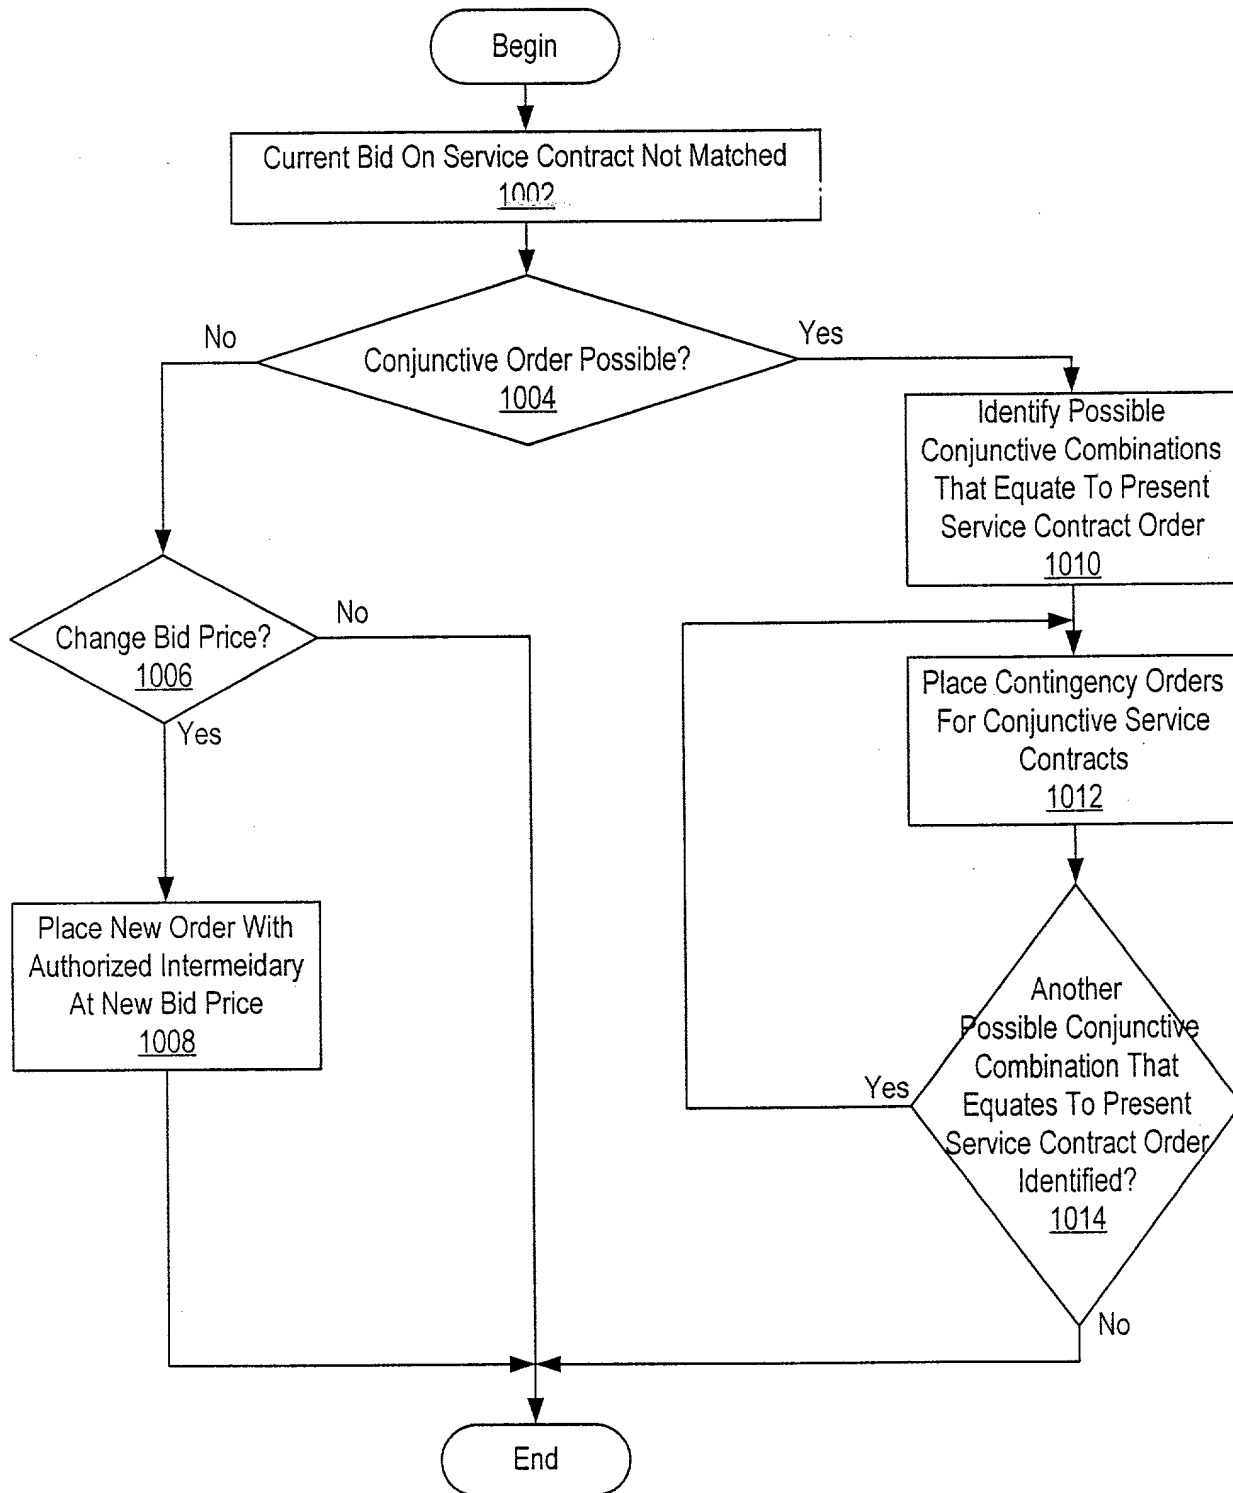 Begin
Current Bid On Service Contract Not Matched
1002
No
Yes
Conjunctive Order Possible?
1004
Identify Possible
Conjunctive Combinations
That Equate To Present
Service Contract Order
1010
No
Change Bid Price?
1006
Yes
Place Contingency Orders
For Conjunctive Service
Contracts
1012
Place New Order With
Authorized Intermeidary
At New Bid Price
1008
Another
Possible Conjunctive
Combination That
Equates To Present
Service Contract Order
Identified?
1014
Yes
No
End